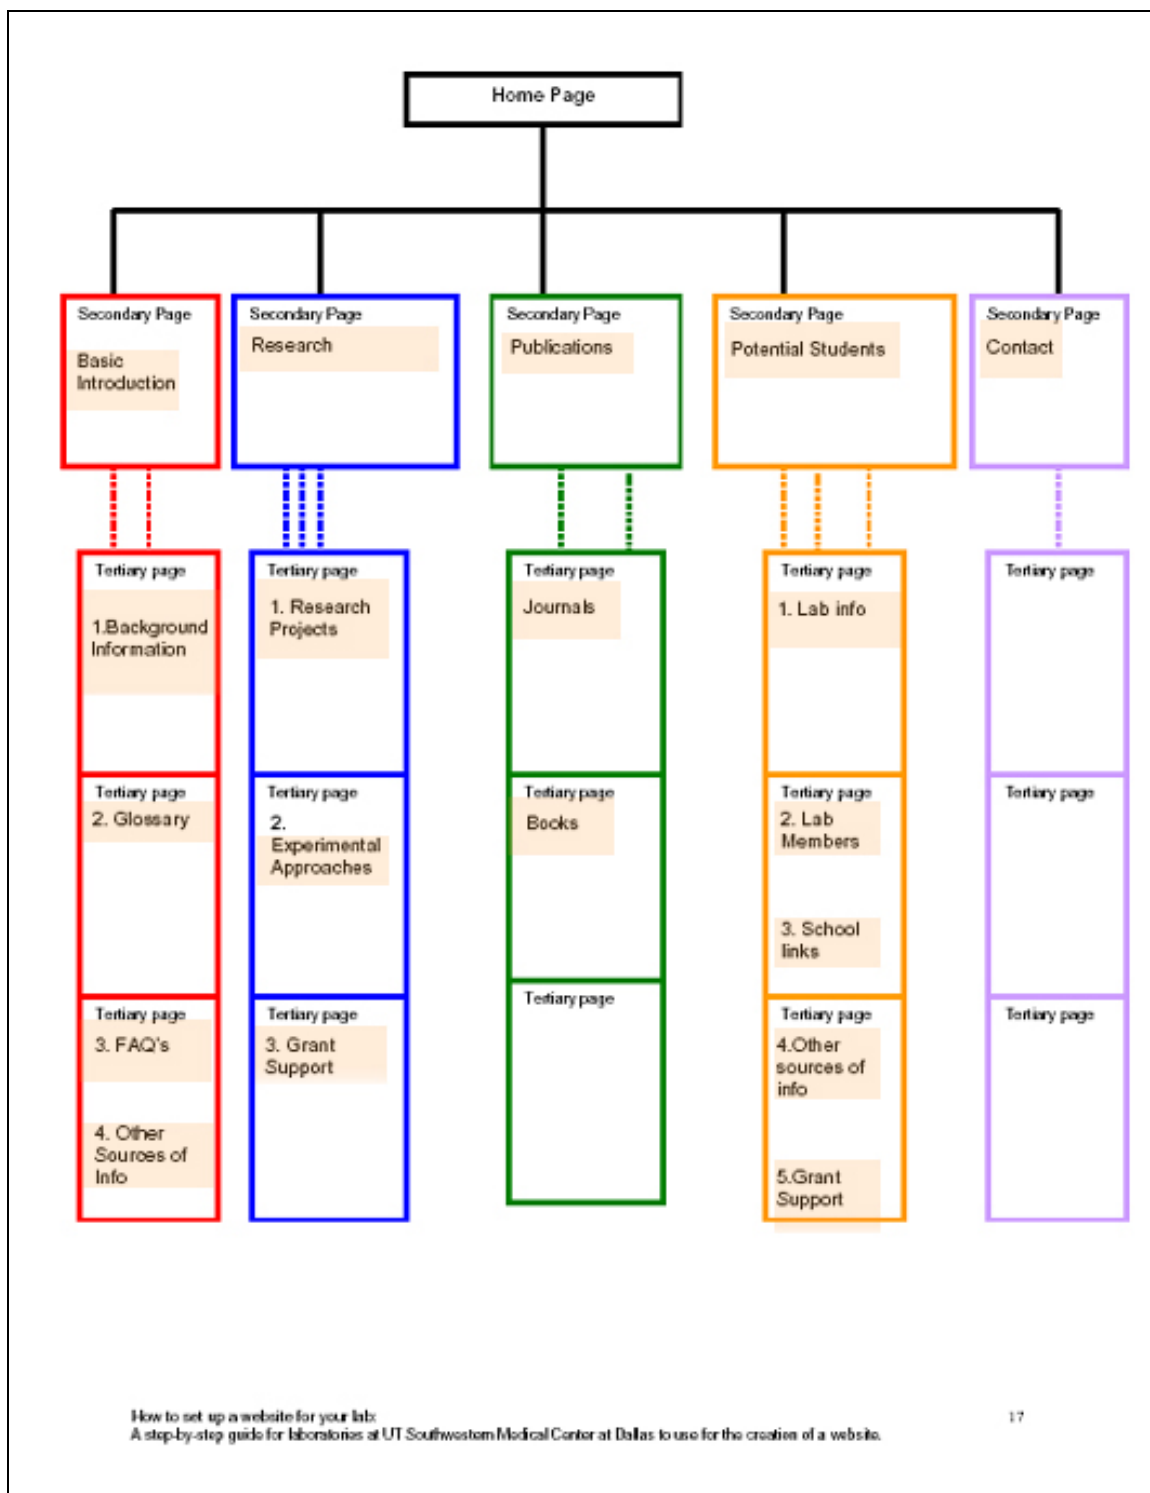 Home Page
Secondary Page
Basic
Introduction
Secondary Page
Research
Secondary Page
Publications
Secondary Page
Potential Students
Secondary Page
Contact
Tertiary page
1.Background
Information
Tertiary page
2. Glossary
Tertiary page
3. FAQ's
4. Other
Sources of
Info
Tertiary page
1. Research
Projects
Tertiary page
2.
Experimental
Approaches
Tertiary page
3. Grant
Support
Tertiary page
Journals
Tertiary page
Books
Tertiary page
Tertiary page
1. Lab info
Tertiary page
2. Lab
Members
3. School
links
Tertiary page
4.Other
sources of
info
5.Grant
Support
Tertiary page
Tertiary page
Tertiary page
How to set up a website for your lab:
A step-by-step guide for laboratories at UT Southwestern Medical Center at Dallas to use for the creation of a website.
17